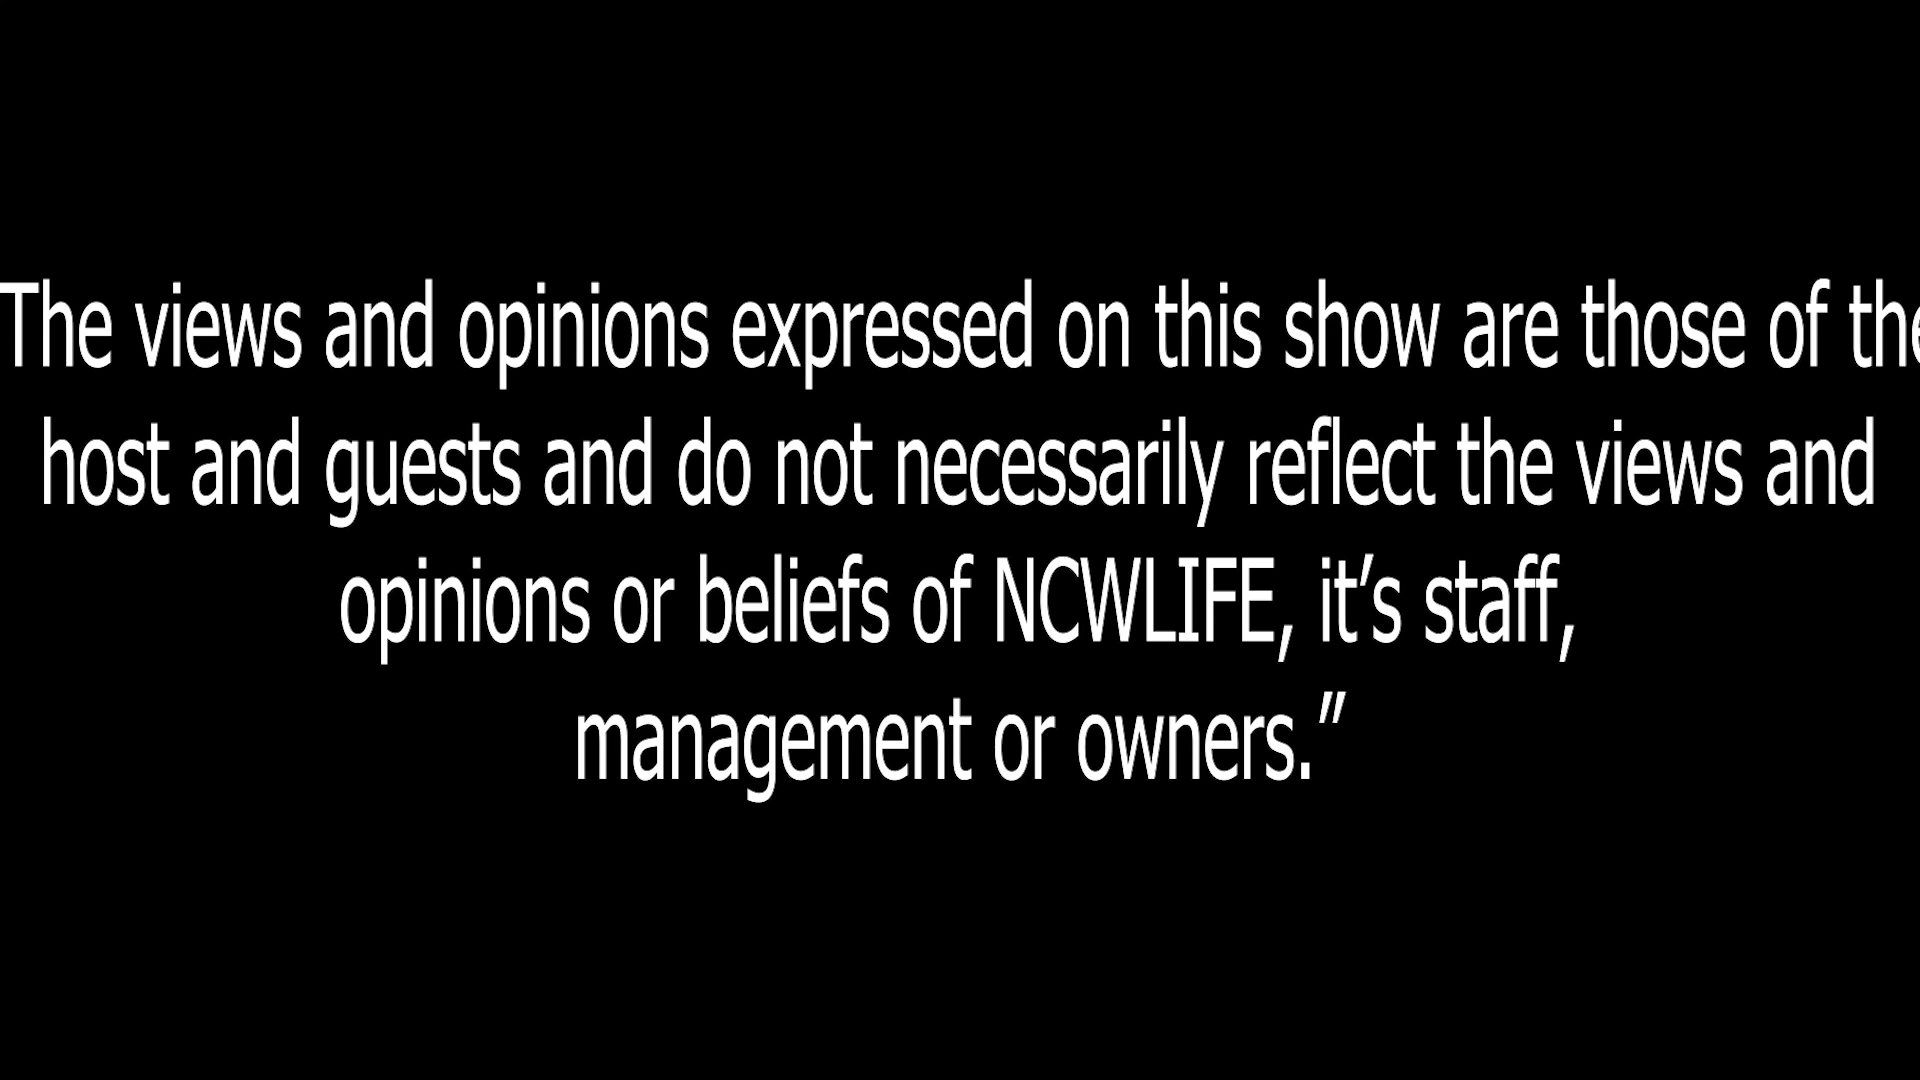 The views and opinions expressed on this show are those of the
host and guests and do not necessarily reflect the views and
opinions or beliefs of NCWLIFE, it’s staff,
management or owners.”